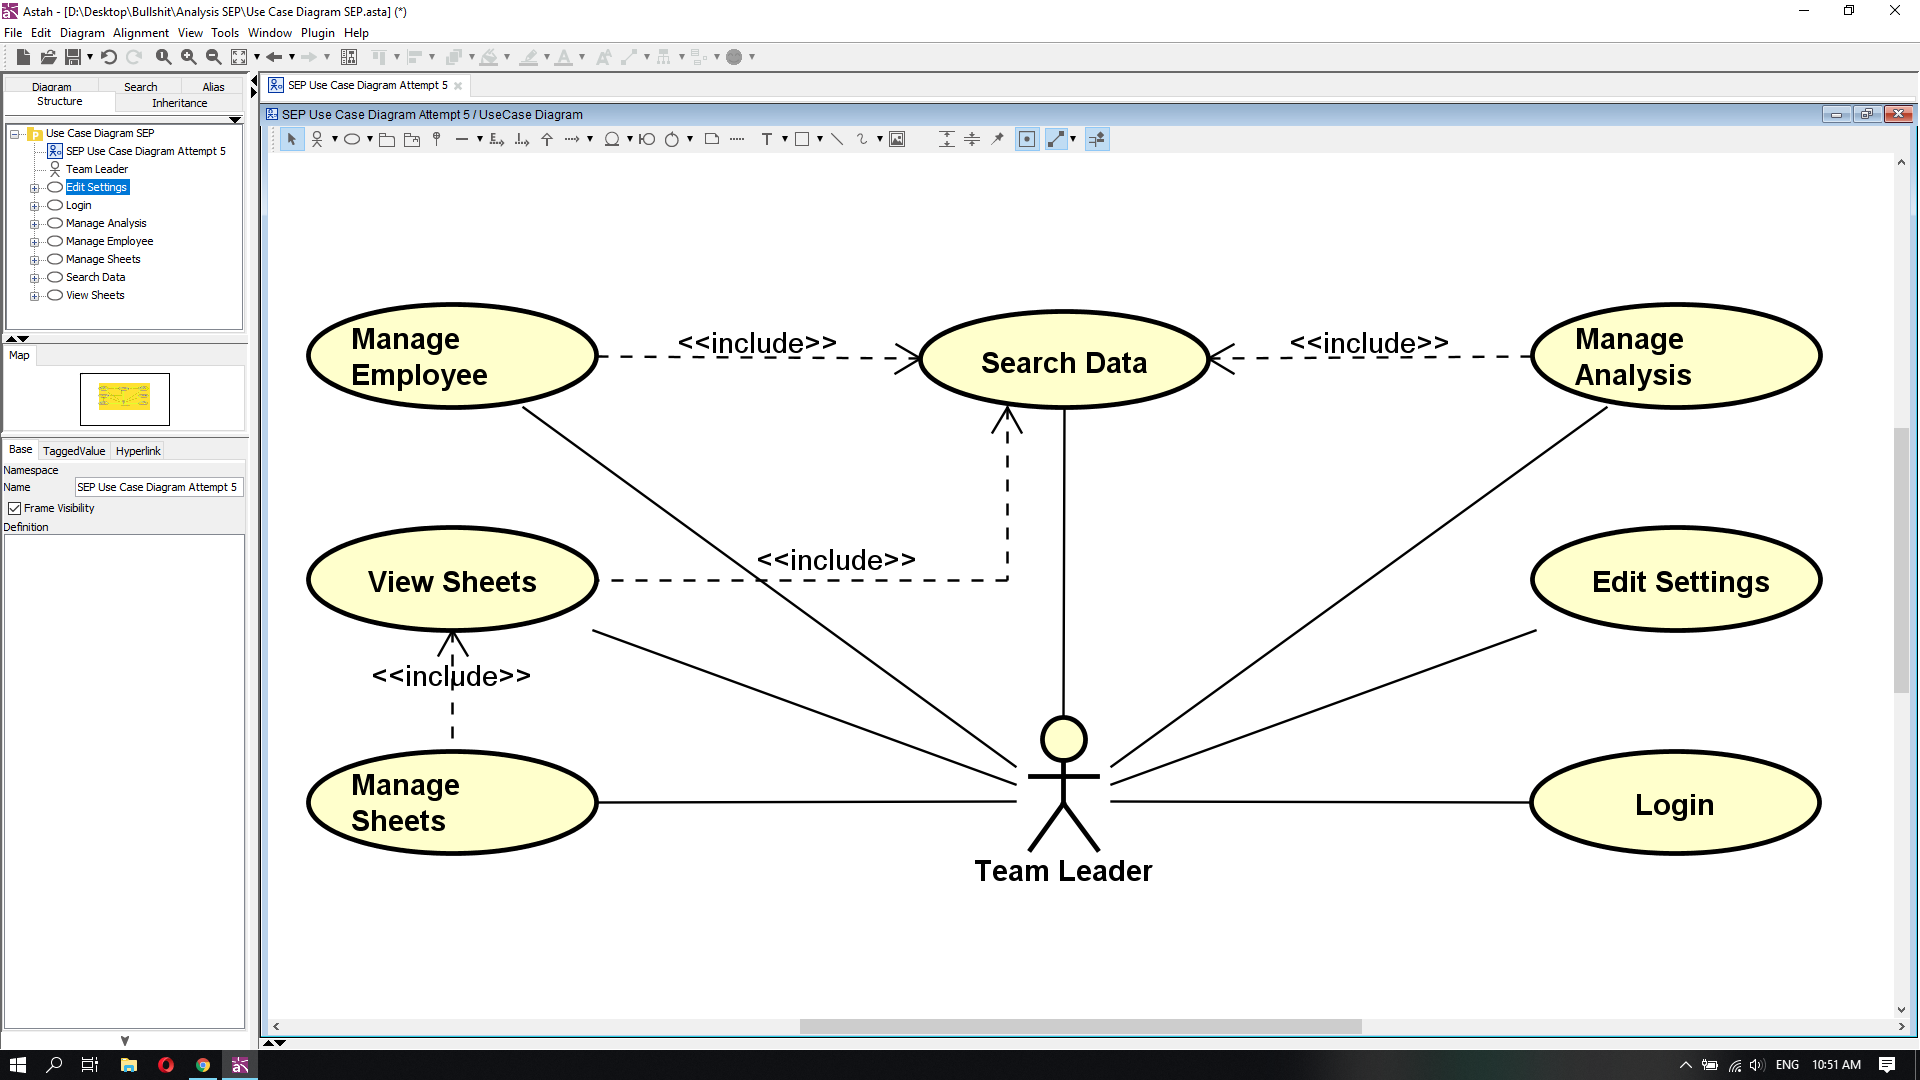 Astah - [D:\Desktop\Bullshit\Analysis SEP\Use Case Diagram SEP.asta] (*)
File Edit Diagram Alignment View Tools Window Plugin Help
Diagram Search Alias
Structure Inheritance
Use Case Diagram SEP
SEP Use Case Diagram Attempt 5
Team Leader
Edit Settings
Login
Manage Analysis
Manage Employee
Manage Sheets
Search Data
View Sheets
Map
Base TaggedValue Hyperlink
Namespace
Name SEP Use Case Diagram Attempt 5
Frame Visibility
Definition
SEP Use Case Diagram Attempt 5
SEP Use Case Diagram Attempt 5 / UseCase Diagram
Manage
Employee
<<include>>
Search Data
<<include>>
Manage
Analysis
View Sheets
<<include>>
Edit Settings
<<include>>
Manage
Sheets
Login
Team Leader
ENG 10:51 AM